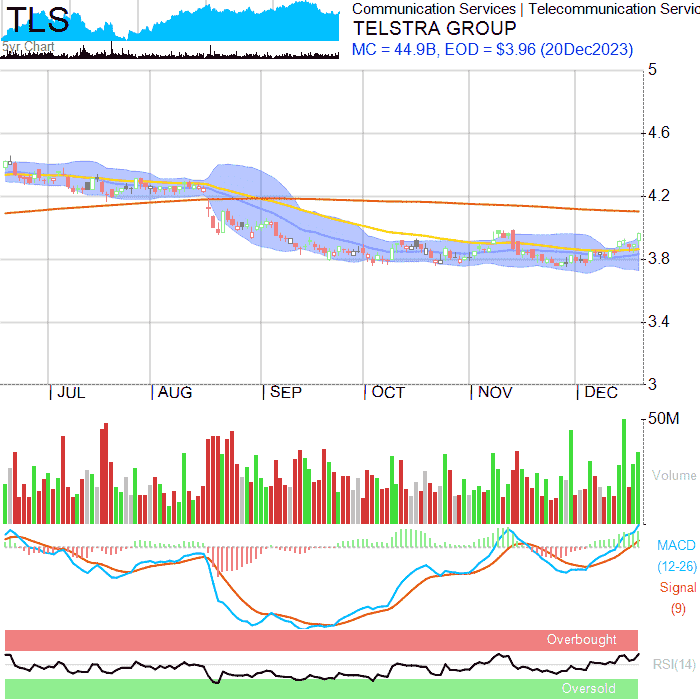 TLS
5yr Chart
Communication Services | Telecommunication Servic
TELSTRA GROUP
MC = 44.9B, EOD = $3.96 (20Dec2023)
5
4.6
4.2
3.8
3.4
3
JUL AUG SEP OCT NOV DEC
50M
Volume
MACD
(12-26)
Signal
(9)
Overbought
RSI(14)
Oversold